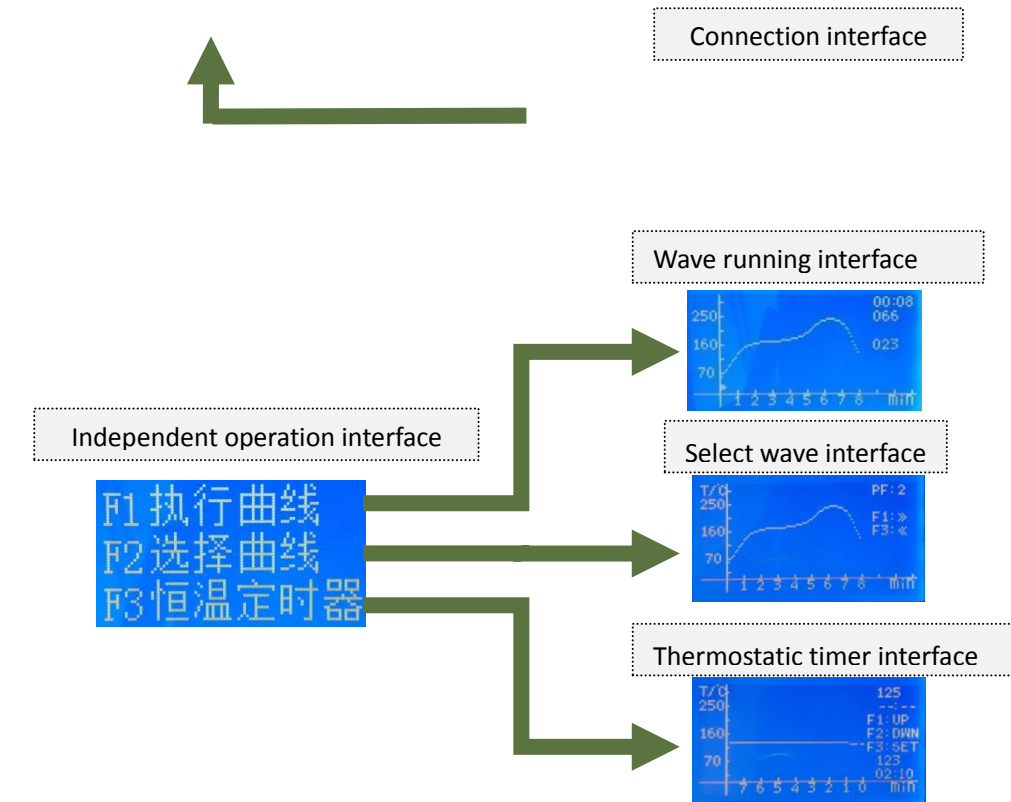 Connection interface
Wave running interface
00:08
250
066
160
023
70
1 2 3 4 5 6 7 8 min
Independent operation interface
F1执行曲线
F2选择曲线
F3恒温定时器
Select wave interface
T/℃
PF:2
250
F1:»
160
F3:«
70
1 2 3 4 5 6 7 8 min
Thermostatic timer interface
T/℃
125
250
--:--
F1:UP
160
F2:DWN
F3:SET
70
123
02:10
7 6 5 4 3 2 1 0 min